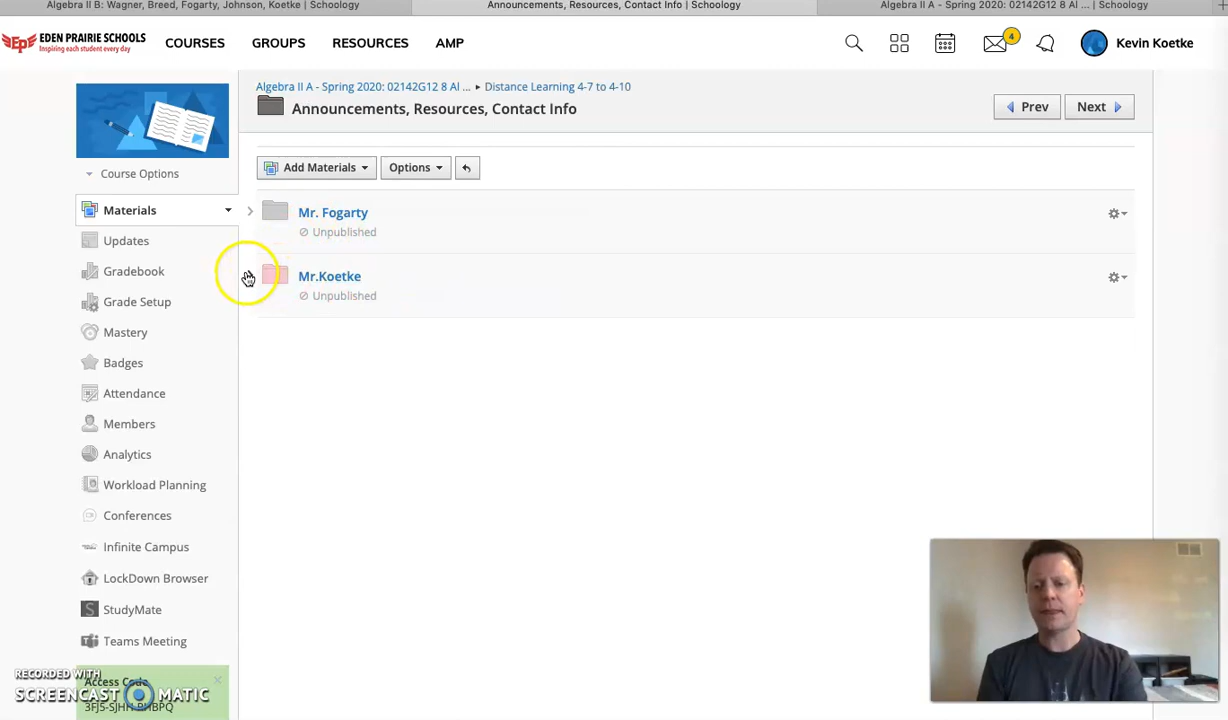 Algebra II B: Wagner, Breed, Fogarty, Johnson, Koetke | Schoology
Announcements, Resources, Contact Info | Schoology
Algebra II A - Spring 2020: 02142G12 8 Al ... | Schoology
EDEN PRAIRIE SCHOOLS
Inspiring each student every day
COURSES
GROUPS
RESOURCES
AMP
4
Kevin Koetke
Algebra II A - Spring 2020: 02142G12 8 Al ... ▸ Distance Learning 4-7 to 4-10
Announcements, Resources, Contact Info
Prev
Next
Course Options
Add Materials
Options
Materials
Updates
Gradebook
Grade Setup
Mastery
Badges
Attendance
Members
Analytics
Workload Planning
Conferences
Infinite Campus
LockDown Browser
StudyMate
Teams Meeting
Mr. Fogarty
Unpublished
Mr.Koetke
Unpublished
Access Code
RECORDED WITH
SCREENCAST MATIC